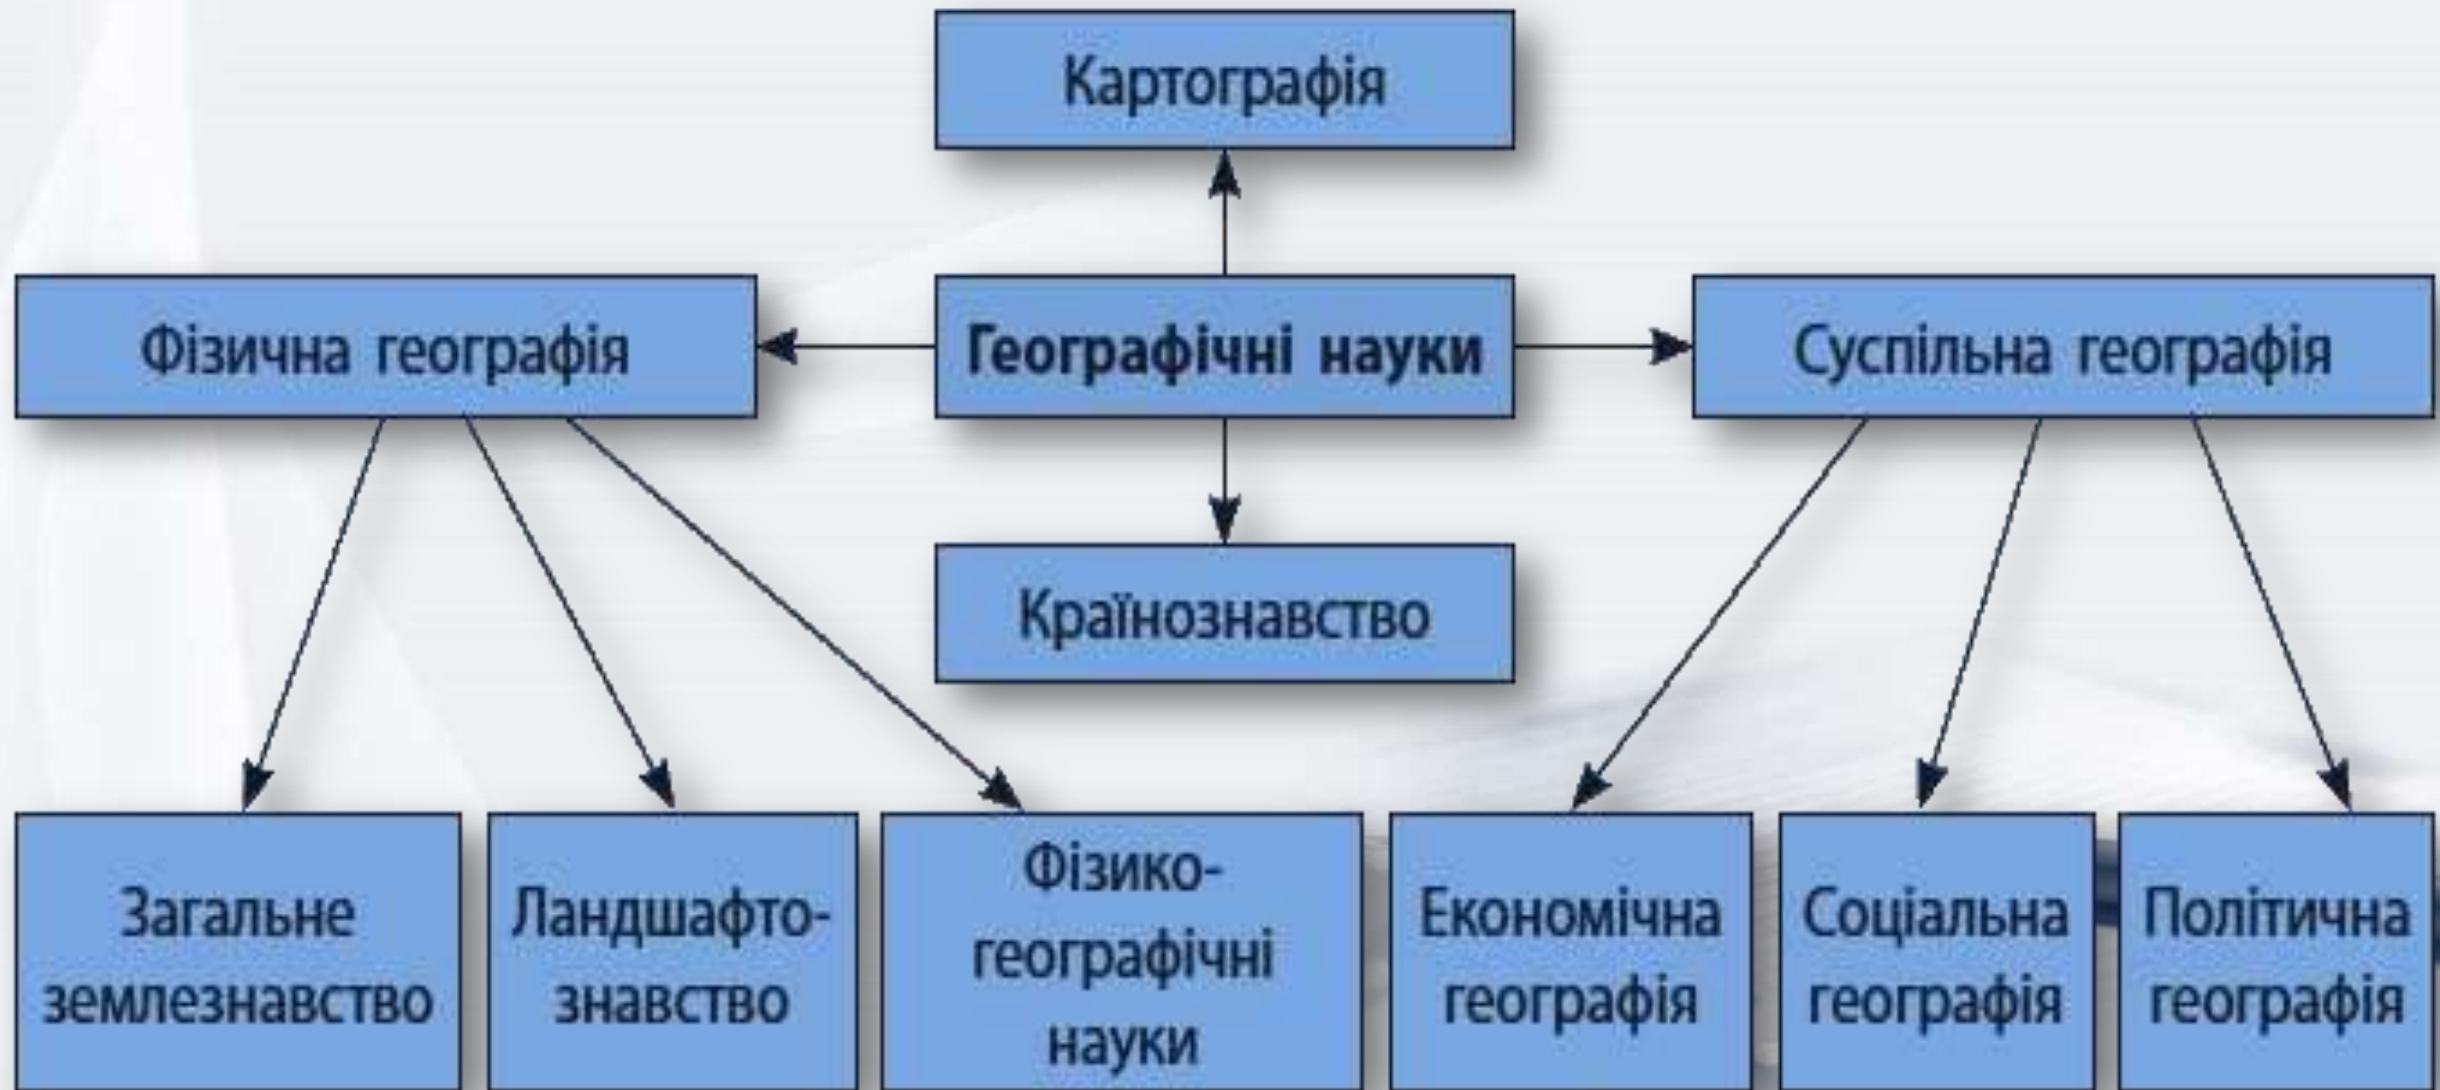 Картографія
Фізична географія
Географічні науки
Суспільна географія
Країнознавство
Загальне
землезнавство
Ландшафто-
знавство
Фізико-
географічні
науки
Економічна
географія
Соціальна
географія
Політична
географія